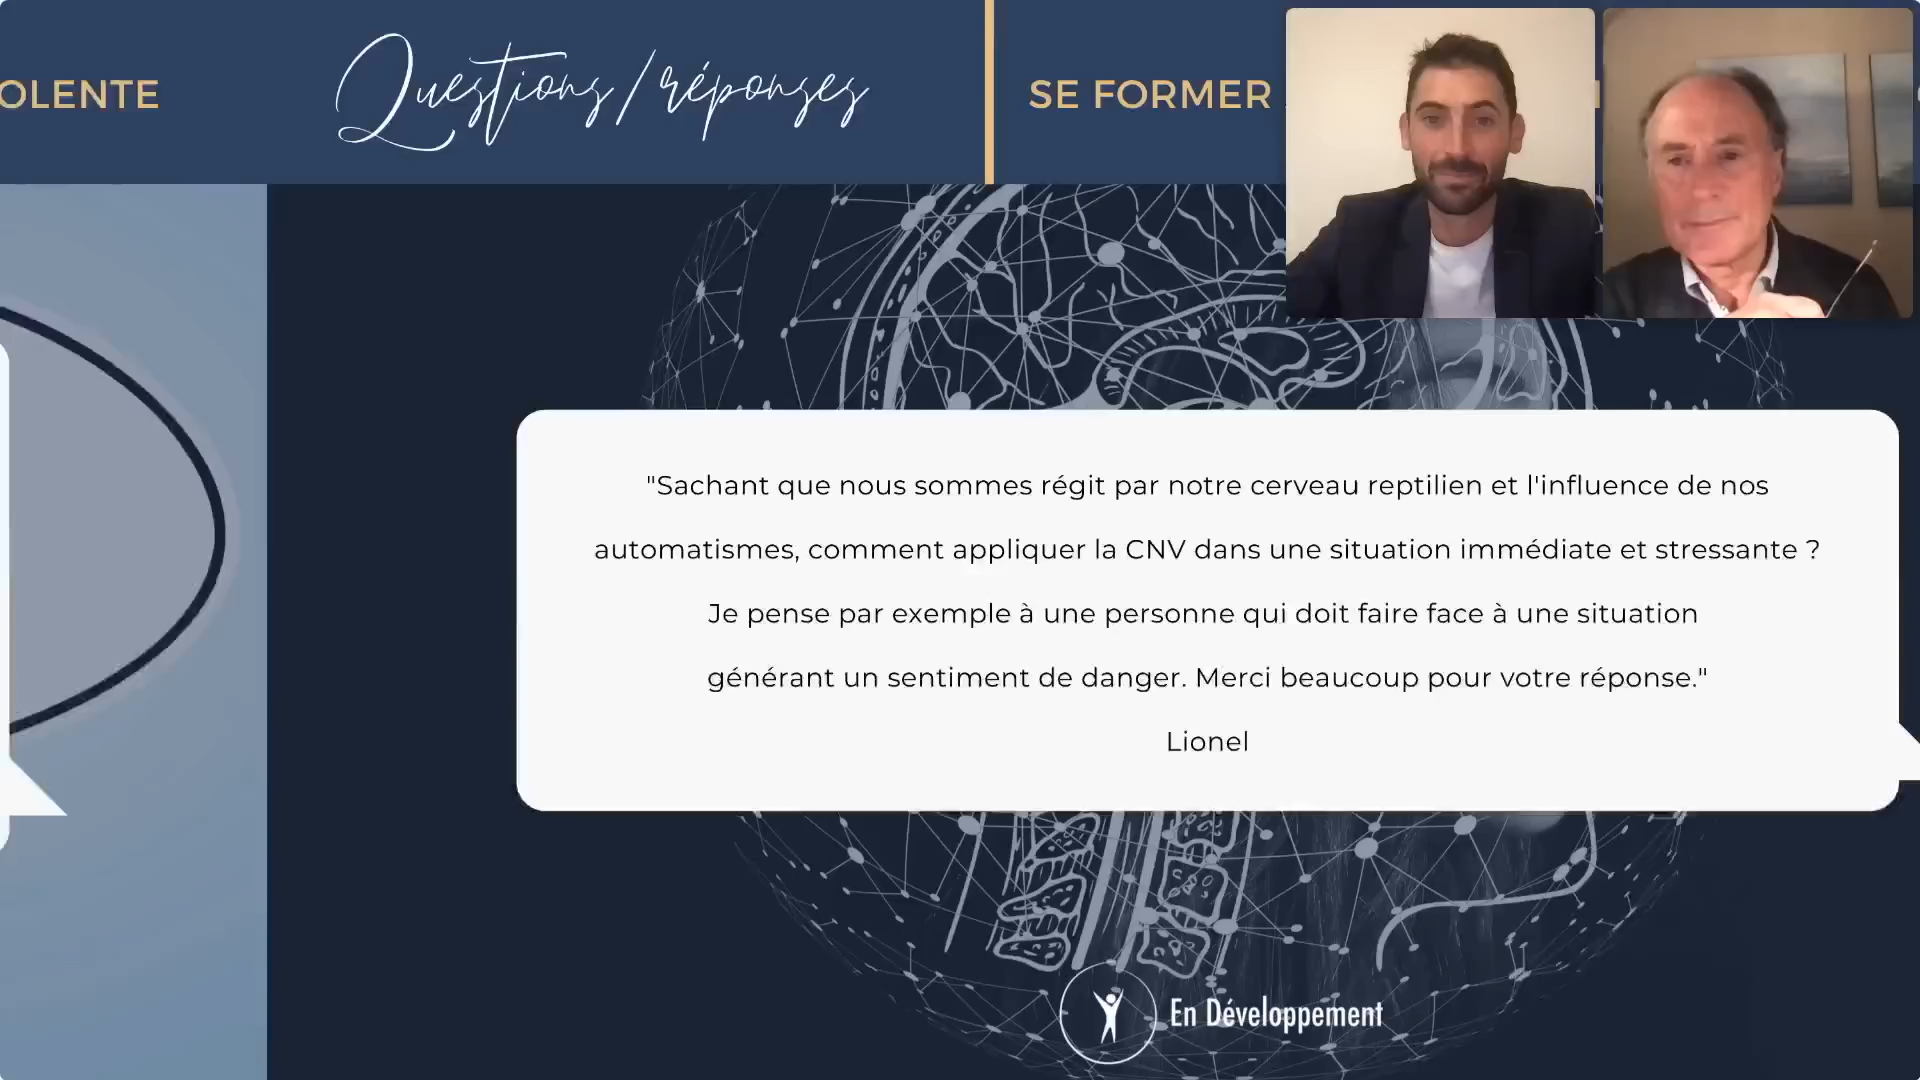 OLENTE
Questions/réponses
SE FORMER
"Sachant que nous sommes régit par notre cerveau reptilien et l'influence de nos
automatismes, comment appliquer la CNV dans une situation immédiate et stressante ?
Je pense par exemple à une personne qui doit faire face à une situation
générant un sentiment de danger. Merci beaucoup pour votre réponse."
Lionel
En Développement